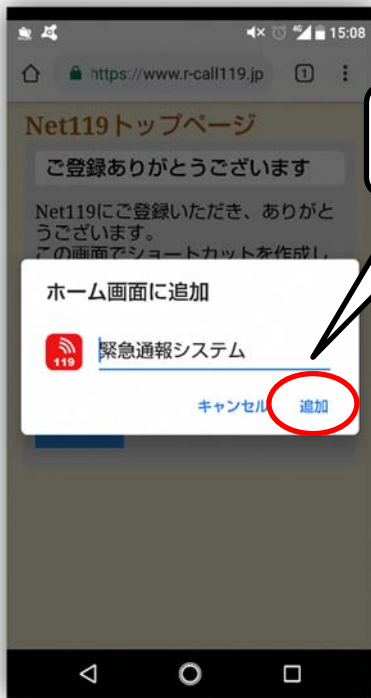 15:08
https://www.r-call119.jp
1
Net119トップページ
ご登録ありがとうございます
Net119にご登録いただき、ありがと
うございます。
この画面でショートカットを作成し
ホーム画面に追加
119
緊急通報システム
キャンセル
追加